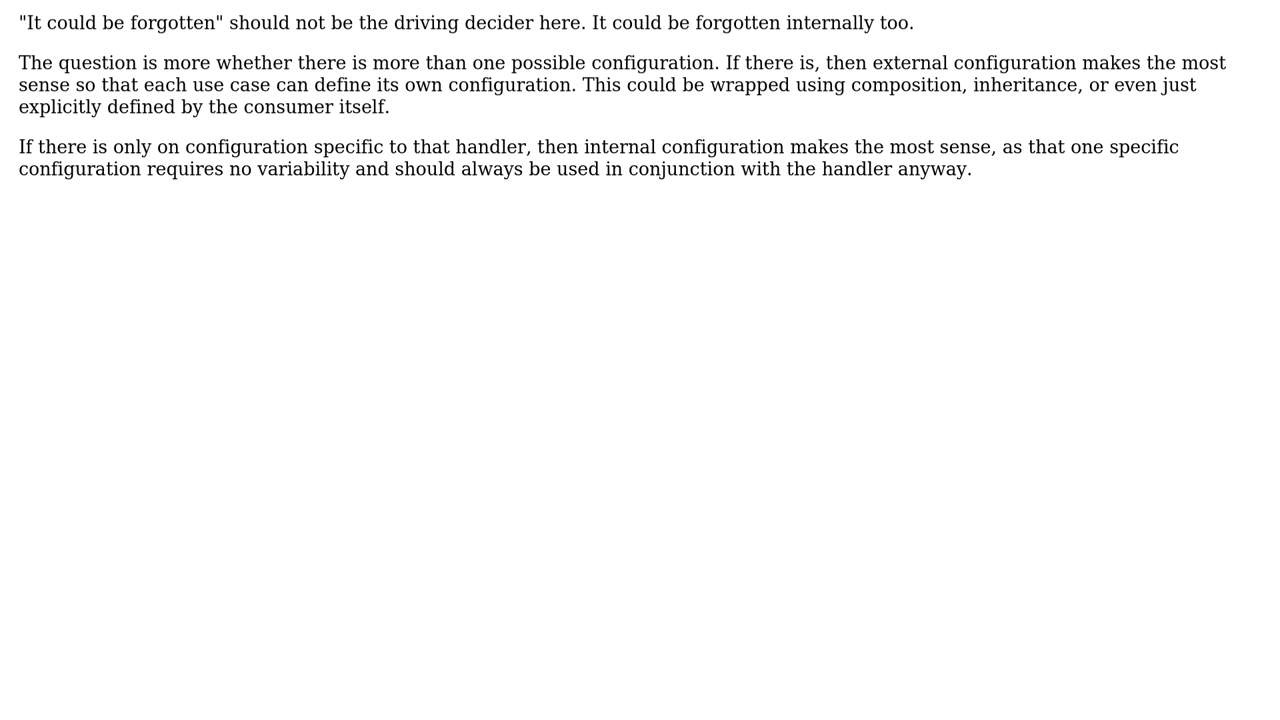 "It could be forgotten" should not be the driving decider here. It could be forgotten internally too.
The question is more whether there is more than one possible configuration. If there is, then external configuration makes the most
sense so that each use case can define its own configuration. This could be wrapped using composition, inheritance, or even just
explicitly defined by the consumer itself.
If there is only on configuration specific to that handler, then internal configuration makes the most sense, as that one specific
configuration requires no variability and should always be used in conjunction with the handler anyway.